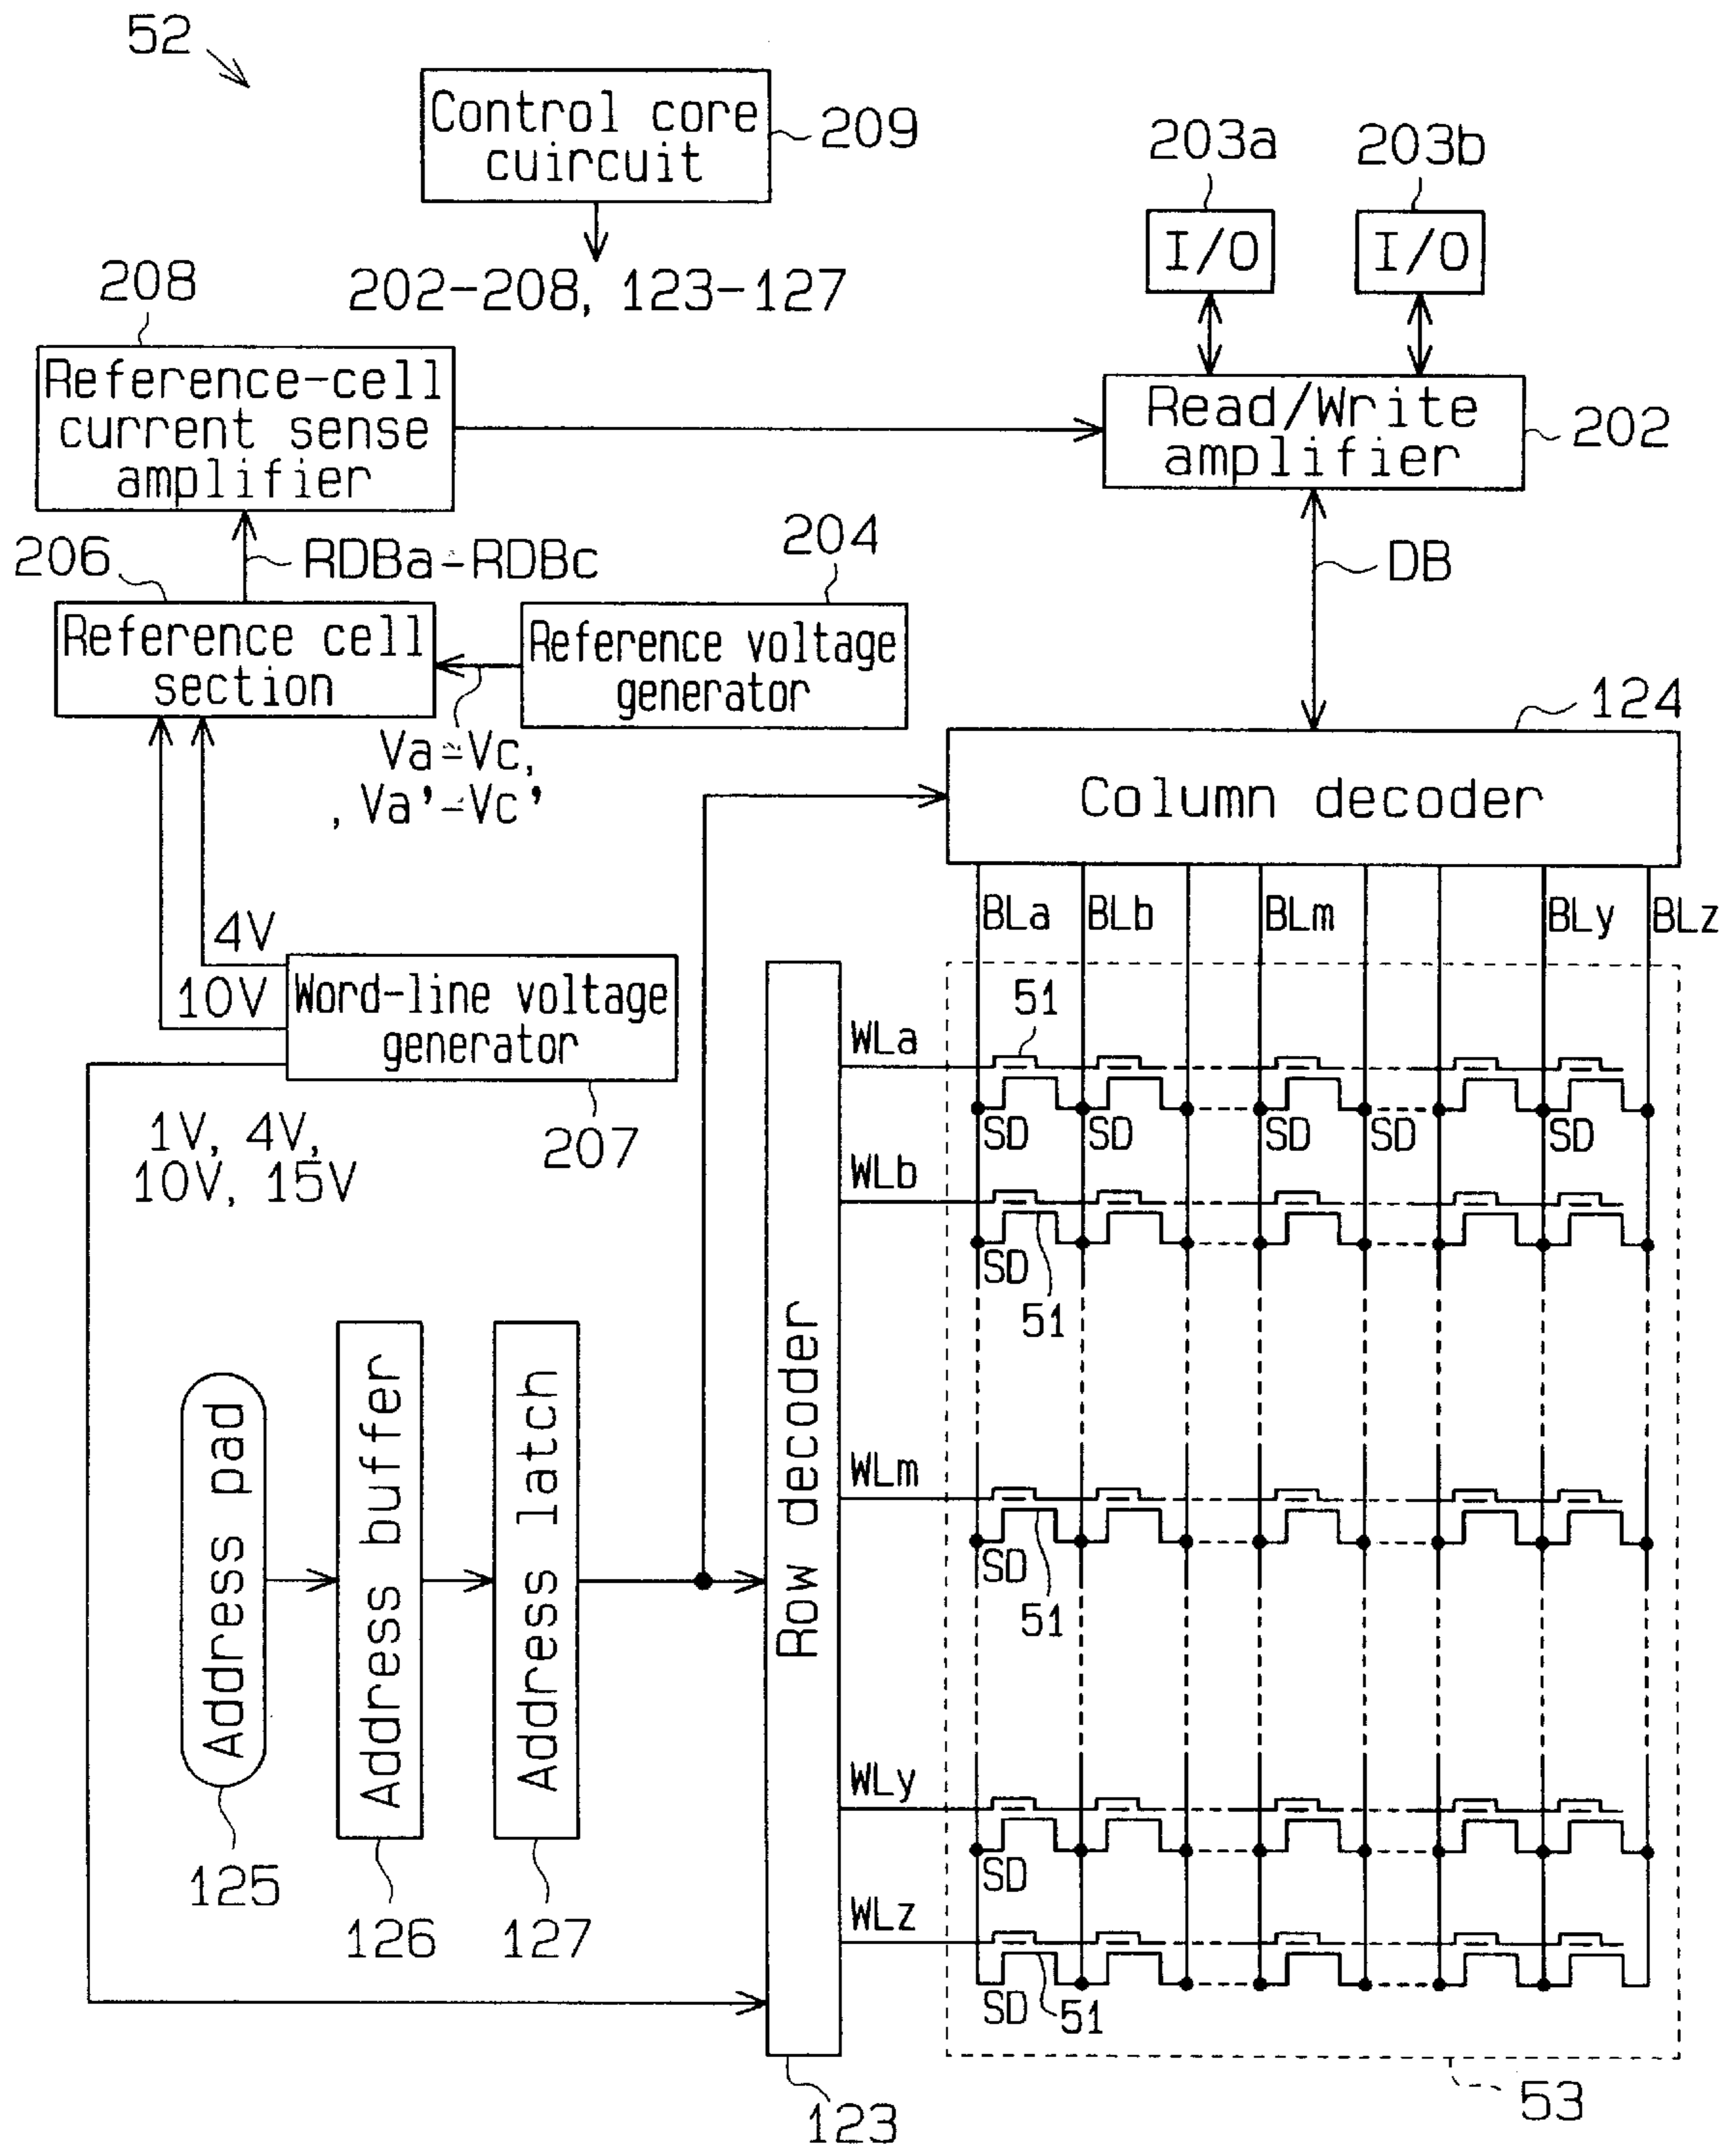 52
Control core
cuircuit
209
202-208, 123-127
203a
203b
I/O
I/O
208
Reference-cell
current sense
amplifier
Read/Write
amplifier
202
206
RDBa-RDBc
204
DB
Reference cell
section
Reference voltage
generator
Va-Vc,
, Va'-Vc'
124
Column decoder
BLa
BLb
BLm
BLy
BLz
4V
10V
Word-line voltage
generator
207
1V, 4V,
10V, 15V
51
WLa
SD
SD
SD
SD
SD
WLb
SD
51
Row decoder
WLm
SD
51
Address pad
Address buffer
Address latch
125
126
127
WLy
SD
WLz
SD
51
123
53